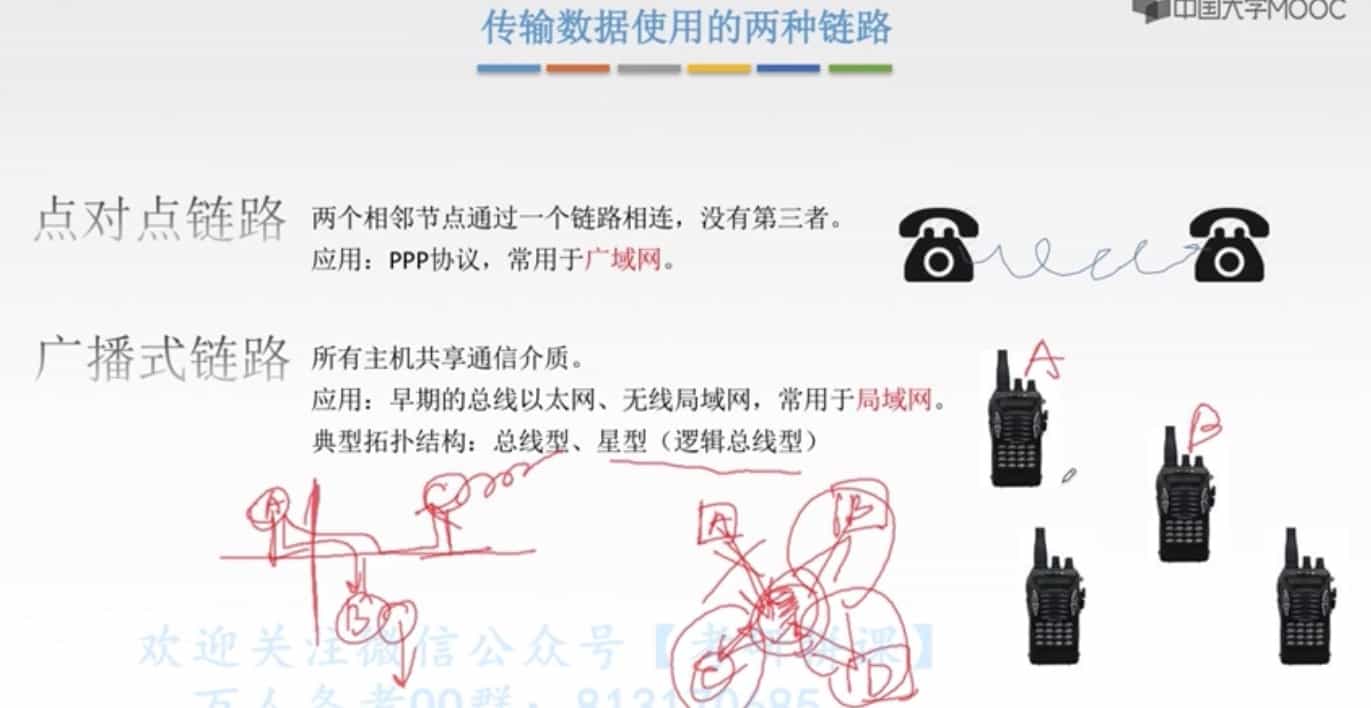 传输数据使用的两种链路
中国大学MOOC
点对点链路
两个相邻节点通过一个链路相连，没有第三者。
应用：PPP协议，常用于广域网。
广播式链路
所有主机共享通信介质。
应用：早期的总线以太网、无线局域网，常用于局域网。
典型拓扑结构：总线型、星型（逻辑总线型）
A
B
A
C
B
A
B
C
D
欢迎关注微信公众号【考研
万人备考QQ群：